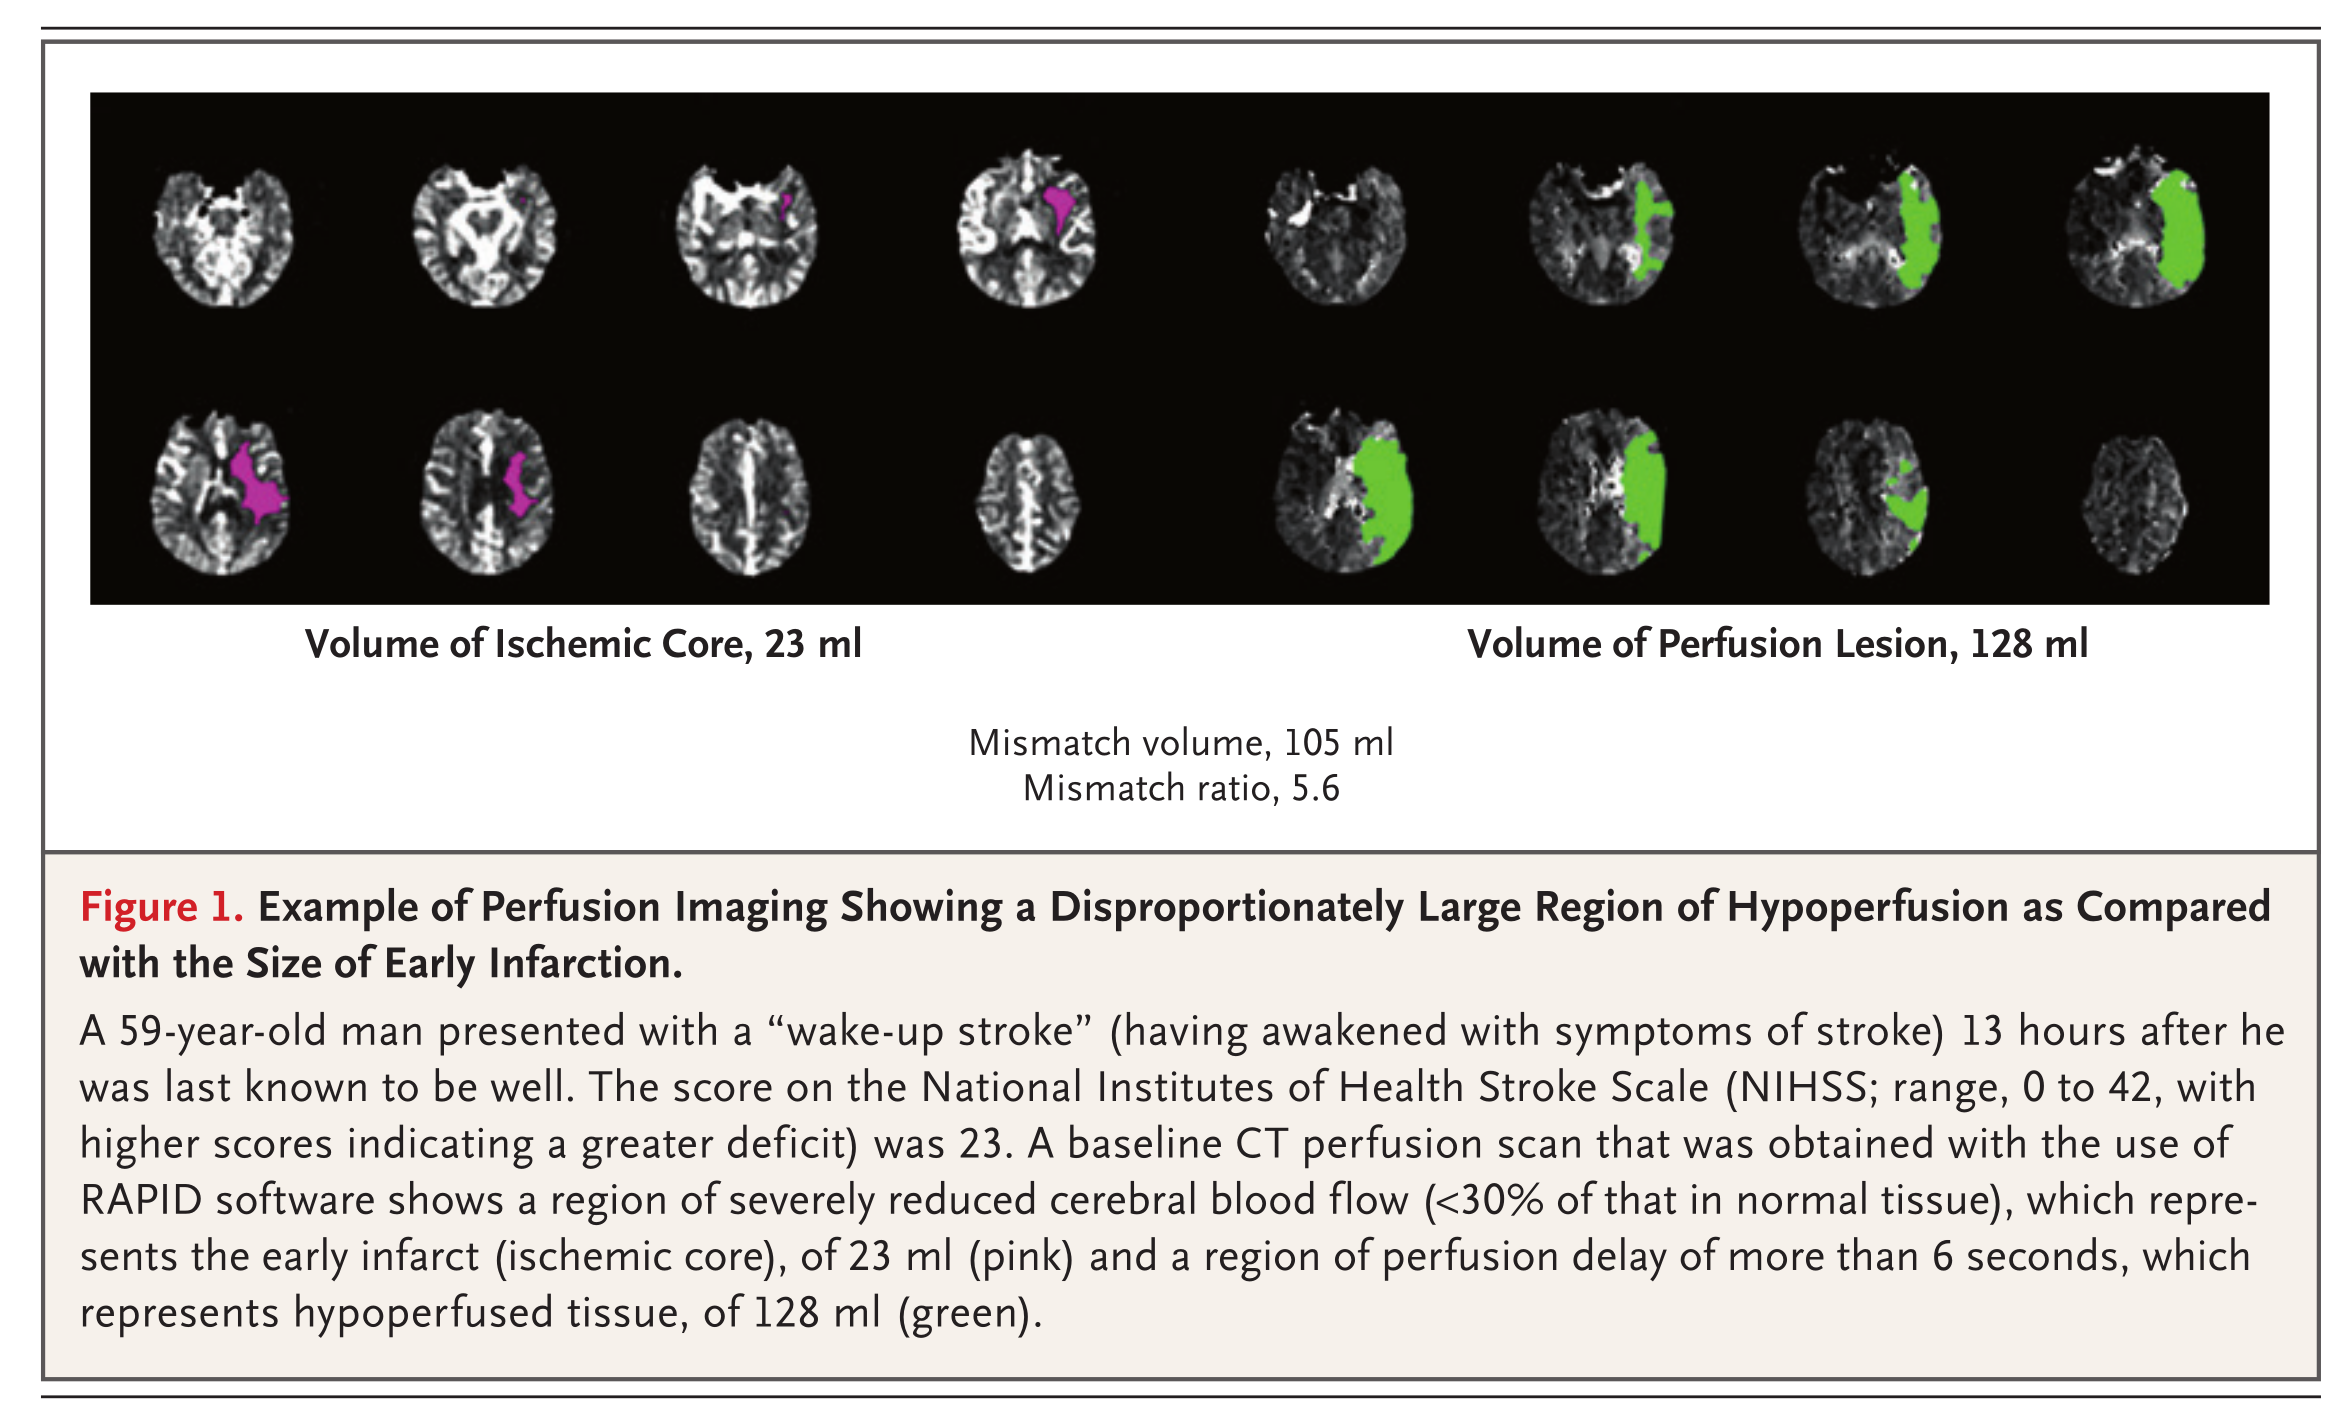 Volume of Ischemic Core, 23 ml
Volume of Perfusion Lesion, 128 ml
Mismatch volume, 105 ml
Mismatch ratio, 5.6
Figure 1. Example of Perfusion Imaging Showing a Disproportionately Large Region of Hypoperfusion as Compared
with the Size of Early Infarction.
A 59-year-old man presented with a “wake-up stroke” (having awakened with symptoms of stroke) 13 hours after he
was last known to be well. The score on the National Institutes of Health Stroke Scale (NIHSS; range, 0 to 42, with
higher scores indicating a greater deficit) was 23. A baseline CT perfusion scan that was obtained with the use of
RAPID software shows a region of severely reduced cerebral blood flow (<30% of that in normal tissue), which repre-
sents the early infarct (ischemic core), of 23 ml (pink) and a region of perfusion delay of more than 6 seconds, which
represents hypoperfused tissue, of 128 ml (green).